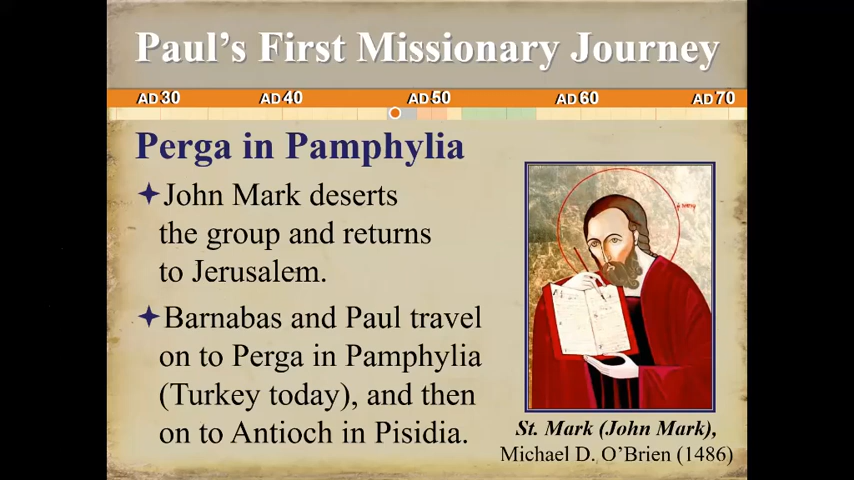 Paul's First Missionary Journey
AD 30 AD 40 AD 50 AD 60 AD 70
Perga in Pamphylia
John Mark deserts
the group and returns
to Jerusalem.
Barnabas and Paul travel
on to Perga in Pamphylia
(Turkey today), and then
on to Antioch in Pisidia.
St. Mark (John Mark),
Michael D. O'Brien (1486)